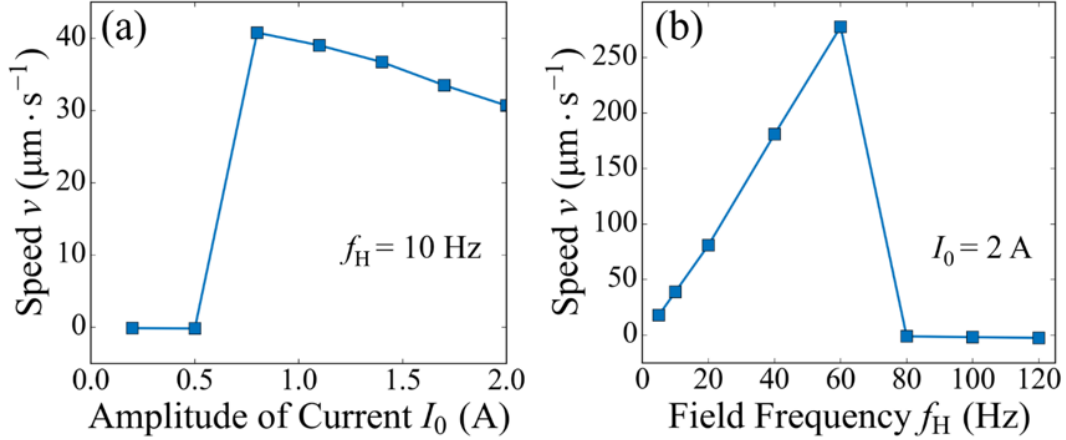 (a)
Speed v (μm · s⁻¹)
40
30
20
10
0
f_H = 10 Hz
0.0 0.5 1.0 1.5 2.0
Amplitude of Current I₀ (A)
(b)
Speed v (μm · s⁻¹)
250
200
150
100
50
0
I₀ = 2 A
0 20 40 60 80 100 120
Field Frequency f_H (Hz)